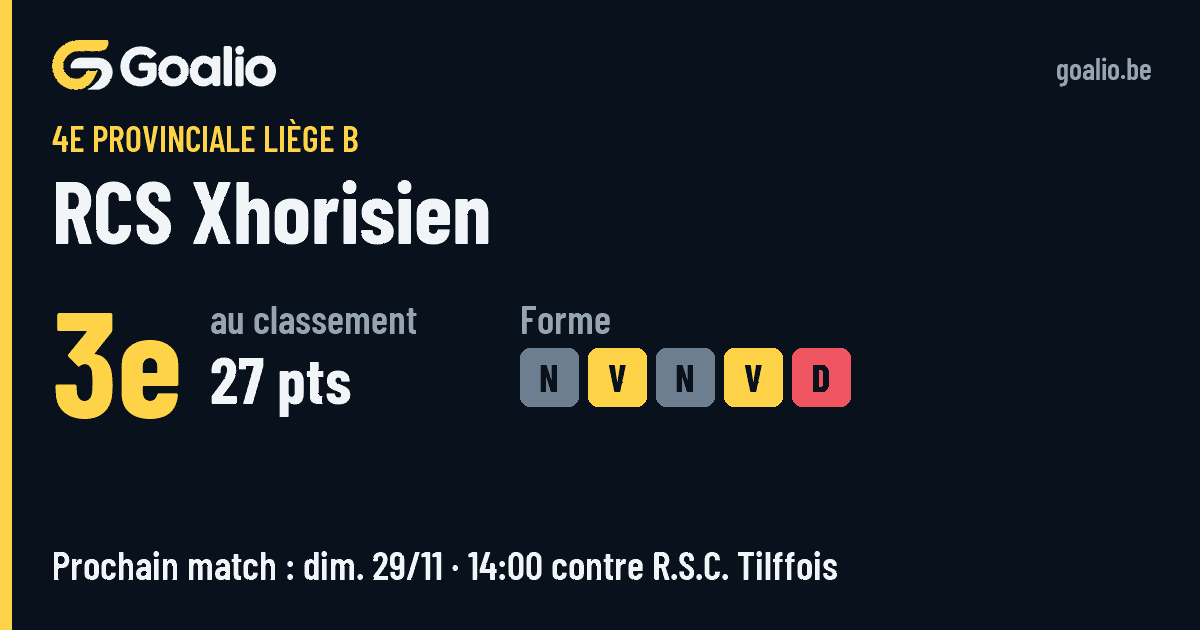 Goalio
goalio.be
4E PROVINCIALE LIÈGE B
RCS Xhorisien
3e
au classement
27 pts
Forme
N V N V D
Prochain match : dim. 29/11 · 14:00 contre R.S.C. Tilffois